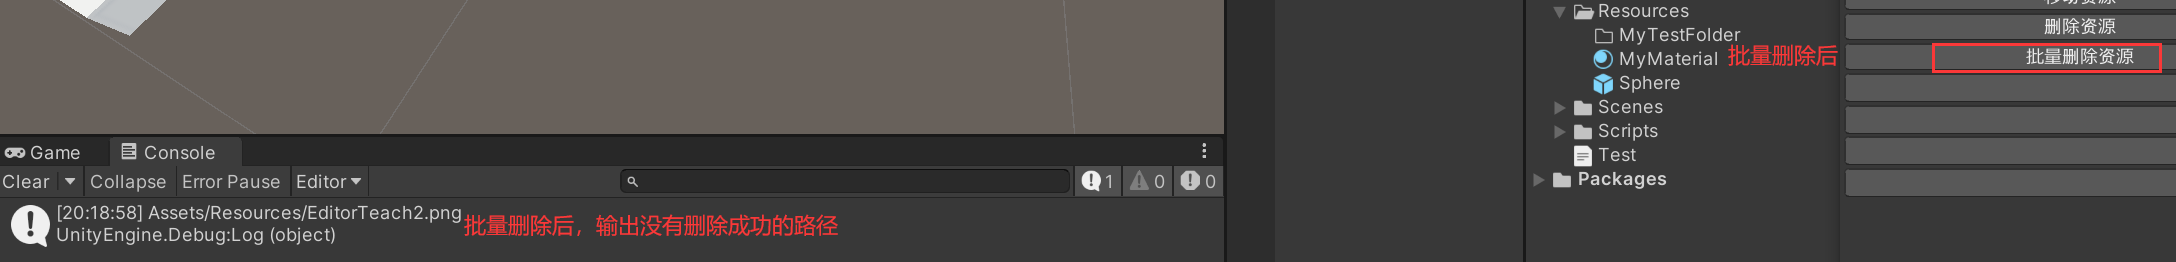 Resources
MyTestFolder
MyMaterial 批量删除后
Sphere
Scenes
Scripts
Test
Packages
删除资源
批量删除资源
Game
Console
Clear
Collapse
Error Pause
Editor
1
0
0
[20:18:58] Assets/Resources/EditorTeach2.png
UnityEngine.Debug:Log (object)
批量删除后，输出没有删除成功的路径